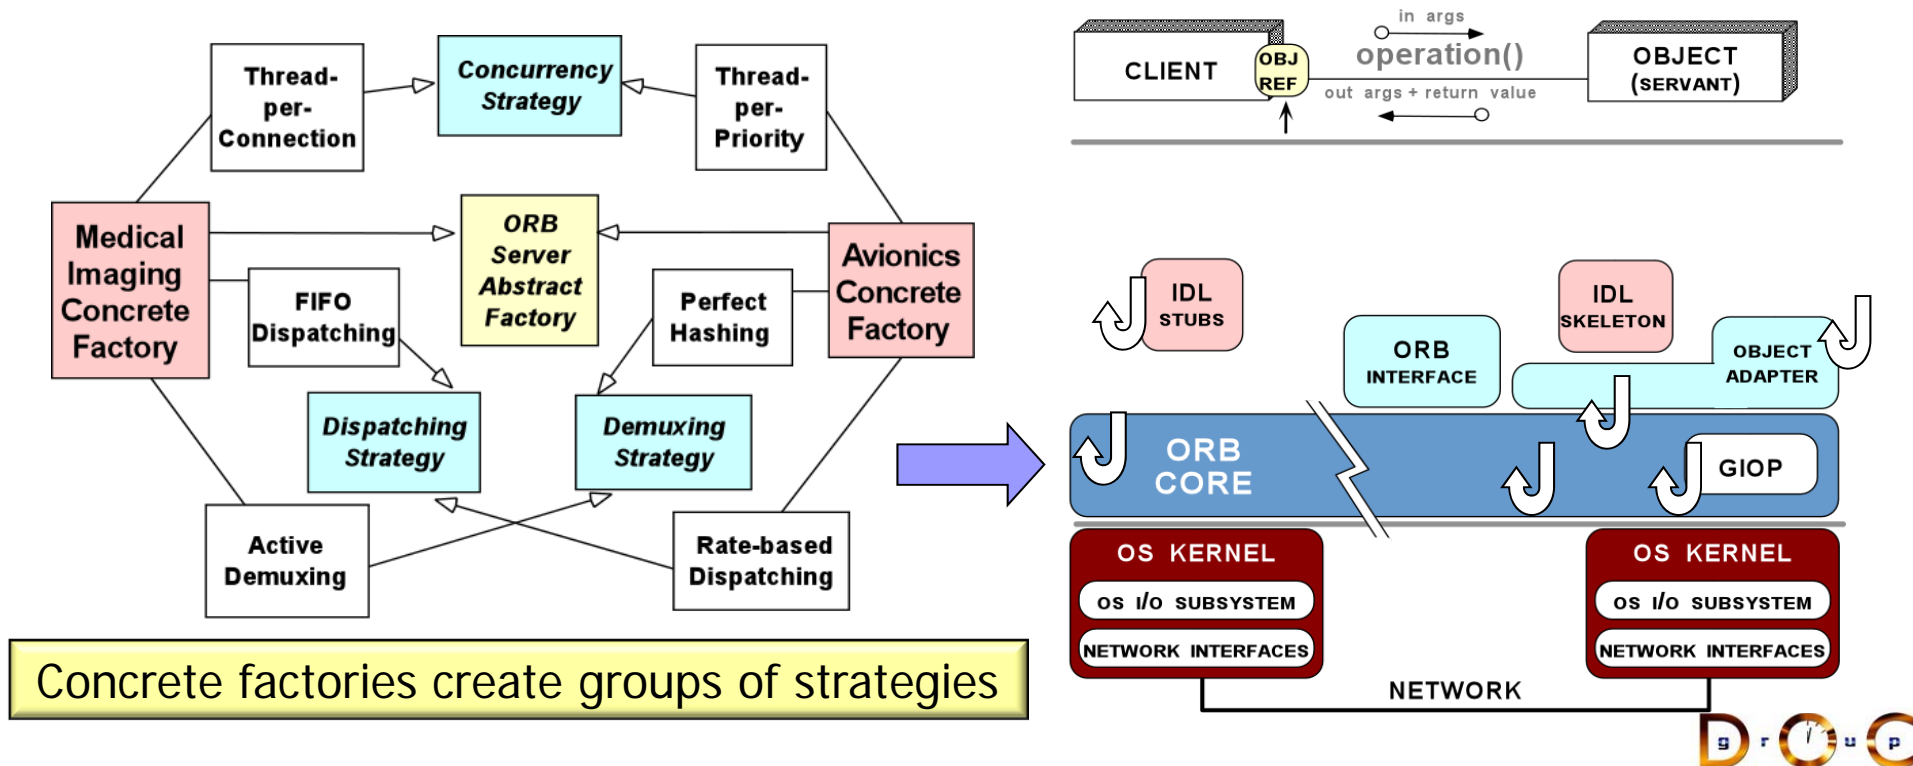 Thread-
per-
Connection
Concurrency
Strategy
Thread-
per-
Priority
Medical
Imaging
Concrete
Factory
ORB
Server
Abstract
Factory
Avionics
Concrete
Factory
FIFO
Dispatching
Perfect
Hashing
Dispatching
Strategy
Demuxing
Strategy
Active
Demuxing
Rate-based
Dispatching
Concrete factories create groups of strategies
CLIENT
OBJ
REF
in args
operation()
out args + return value
OBJECT
(SERVANT)
IDL
STUBS
ORB
INTERFACE
IDL
SKELETON
OBJECT
ADAPTER
ORB
CORE
GIOP
OS KERNEL
OS I/O SUBSYSTEM
NETWORK INTERFACES
OS KERNEL
OS I/O SUBSYSTEM
NETWORK INTERFACES
NETWORK
DOC
group